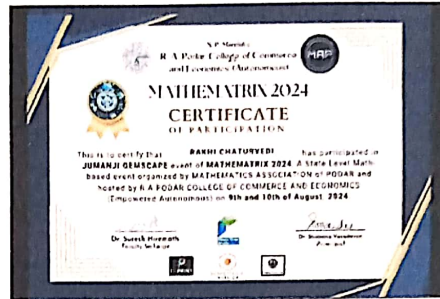 R. A. Podar College of Commerce
and Economics (Autonomous)
MAP
MATHEMATRIX 2024
CERTIFICATE
OF PARTICIPATION
This is to certify that RAKHI CHATURVEDI has participated in
JUMANJI GEMSCAPE event of MATHEMATRIX 2024. A State Level Math-
based event organized by MATHEMATICS ASSOCIATION of PODAR and
hosted by R A PODAR COLLEGE OF COMMERCE AND ECONOMICS
(Empowered Autonomous) on 9th and 10th of August, 2024
Dr. Suresh Hiremath
Dr.
Principal